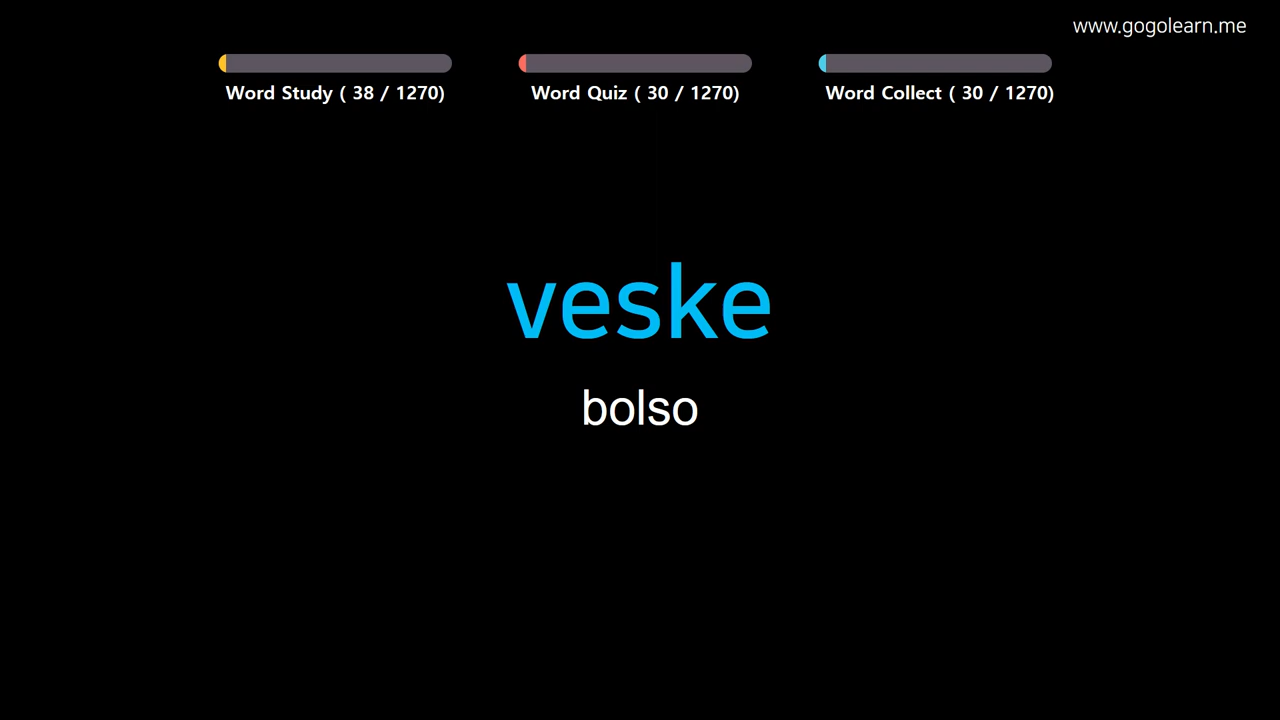 www.gogolearn.me
Word Study ( 38 / 1270)
Word Quiz ( 30 / 1270)
Word Collect ( 30 / 1270)
veske
bolso